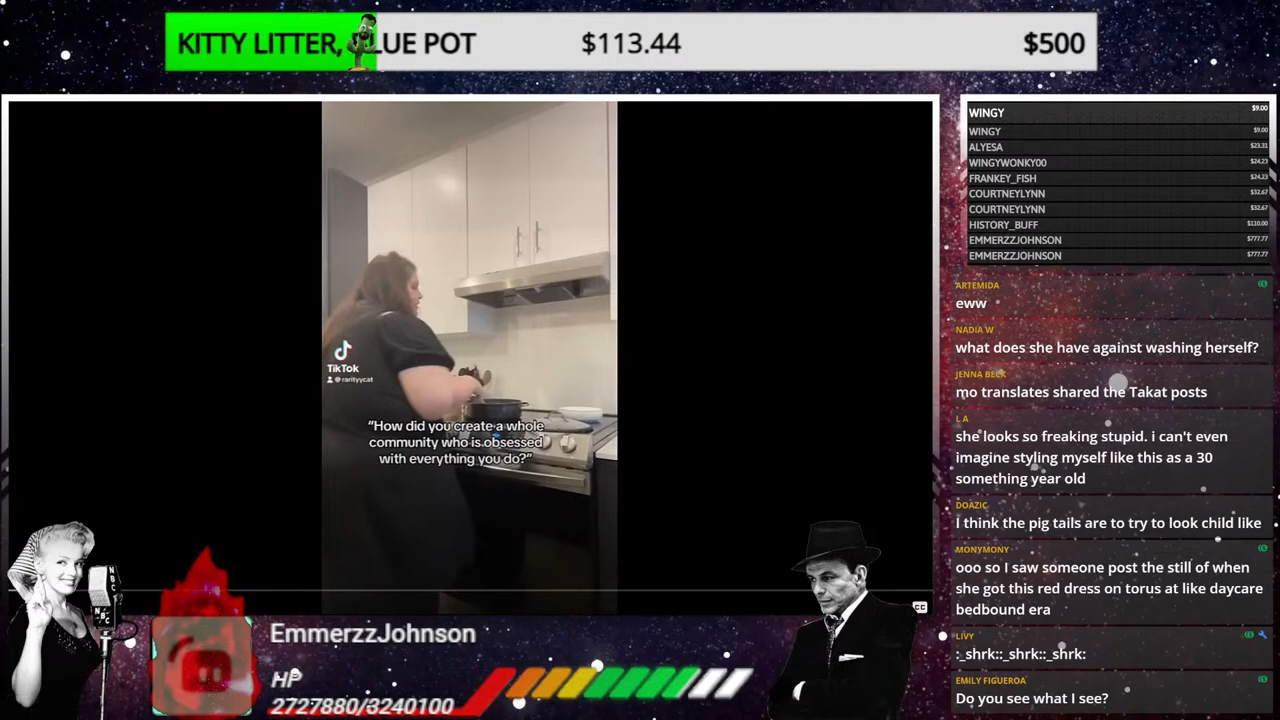 KITTY LITTER, LUE POT $113.44 $500
WINGY $9.00
WINGY $9.00
ALYESA $23.31
WINGYWONKY00 $24.23
FRANKEY_FISH $24.23
COURTNEYLYNN $32.67
COURTNEYLYNN $32.67
HISTORY_BUFF $110.00
EMMERZZJOHNSON $777.77
EMMERZZJOHNSON $777.77
TikTok
@rarityycat
“How did you create a whole
community who is obsessed
with everything you do?”
CC
ARTEMIDA
eww
NADIA W
what does she have against washing herself?
JENNA BECK
mo translates shared the Takat posts
L A
she looks so freaking stupid. i can't even
imagine styling myself like this as a 30
something year old
DOAZIC
I think the pig tails are to try to look child like
MONYMONY
ooo so I saw someone post the still of when
she got this red dress on torus at like daycare
bedbound era
LIVY
:_shrk::_shrk::_shrk:
EMILY FIGUEROA
Do you see what I see?
NBC
EmmerzzJohnson
HP
2727880/3240100